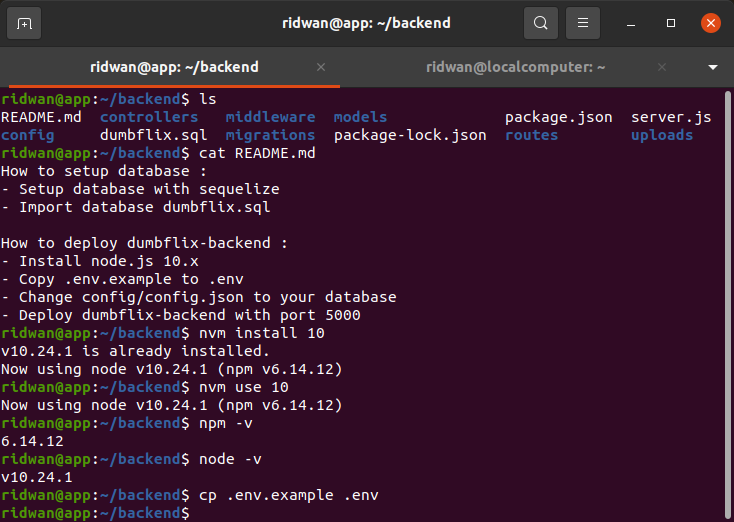 ridwan@app: ~/backend
ridwan@app: ~/backend × ridwan@localcomputer: ~ ×
ridwan@app:~/backend$ ls
README.md controllers middleware models package.json server.js
config dumbflix.sql migrations package-lock.json routes uploads
ridwan@app:~/backend$ cat README.md
How to setup database :
- Setup database with sequelize
- Import database dumbflix.sql

How to deploy dumbflix-backend :
- Install node.js 10.x
- Copy .env.example to .env
- Change config/config.json to your database
- Deploy dumbflix-backend with port 5000
ridwan@app:~/backend$ nvm install 10
v10.24.1 is already installed.
Now using node v10.24.1 (npm v6.14.12)
ridwan@app:~/backend$ nvm use 10
Now using node v10.24.1 (npm v6.14.12)
ridwan@app:~/backend$ npm -v
6.14.12
ridwan@app:~/backend$ node -v
v10.24.1
ridwan@app:~/backend$ cp .env.example .env
ridwan@app:~/backend$